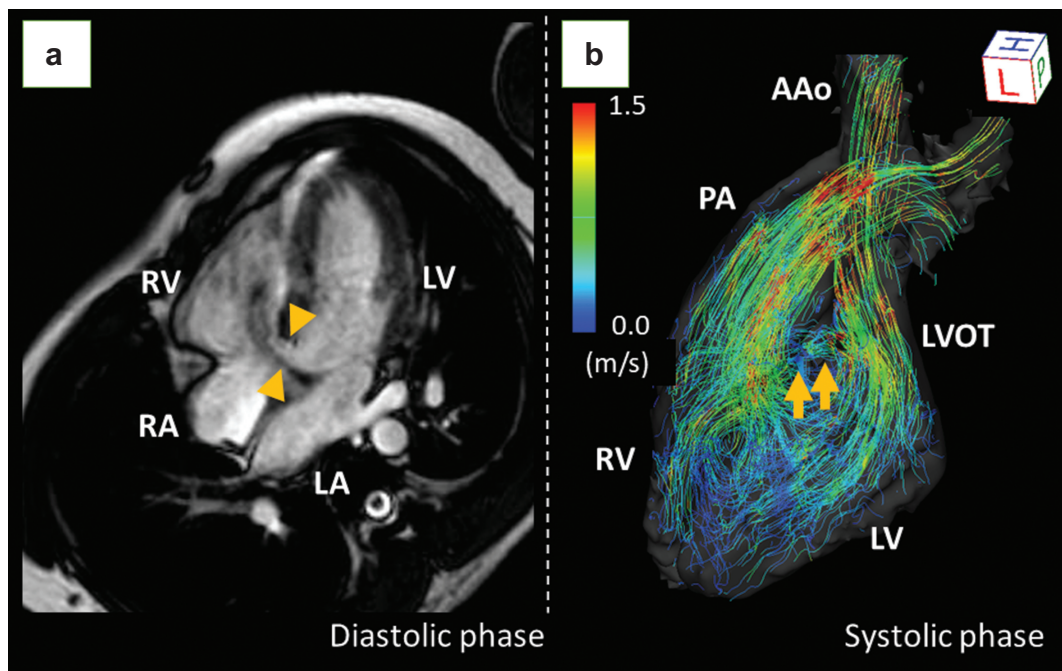 a
RV
LV
RA
LA
Diastolic phase
b
1.5
0.0
(m/s)
AAo
PA
LVOT
RV
LV
Systolic phase
H
L
P